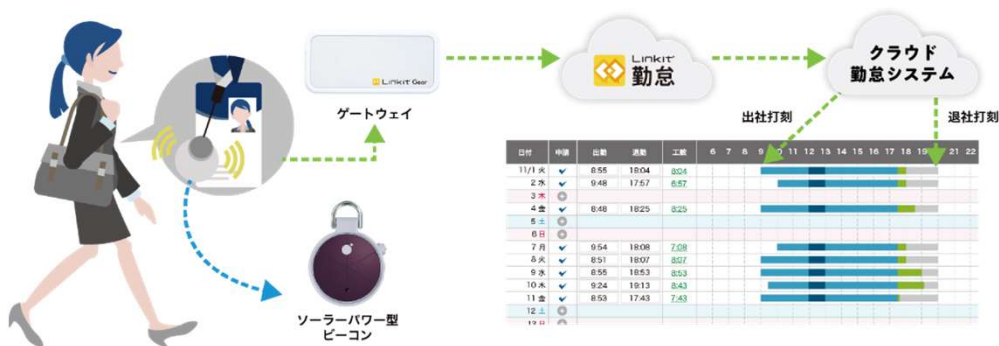 Linkit Gear
ゲートウェイ
Linkit
勤怠
クラウド
勤怠システム
出社打刻
退社打刻
ソーラーパワー型
ビーコン
日付 申請 出勤 退勤 工数 6 7 8 9 10 11 12 13 14 15 16 17 18 19 21 22
11/1 火 8:55 18:04 8:04
2 水 9:48 17:57 6:57
3 木
4 金 8:48 18:25 8:25
5 土
6 日
7 月 9:54 18:08 7:08
8 火 8:51 18:07 8:07
9 水 8:55 18:53 8:53
10 木 9:24 19:13 8:43
11 金 8:53 17:43 7:43
12 土
13 日